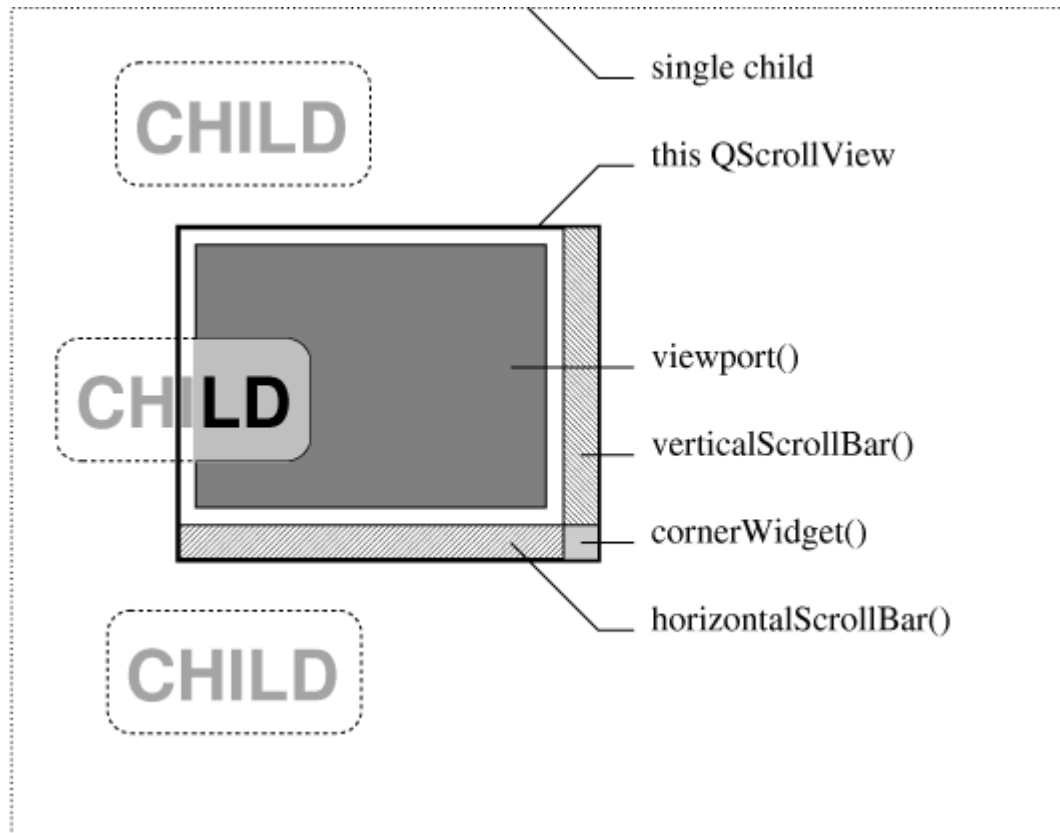 single child
CHILD
this QScrollView
viewport()
CHILD
verticalScrollBar()
cornerWidget()
horizontalScrollBar()
CHILD